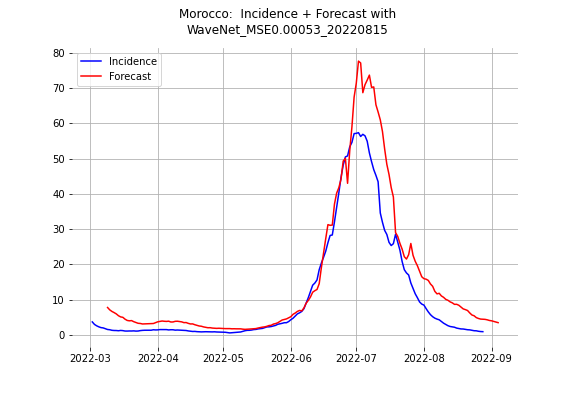 Morocco:  Incidence + Forecast with
WaveNet_MSE0.00053_20220815
Incidence
Forecast
80
70
60
50
40
30
20
10
0
2022-03 2022-04 2022-05 2022-06 2022-07 2022-08 2022-09